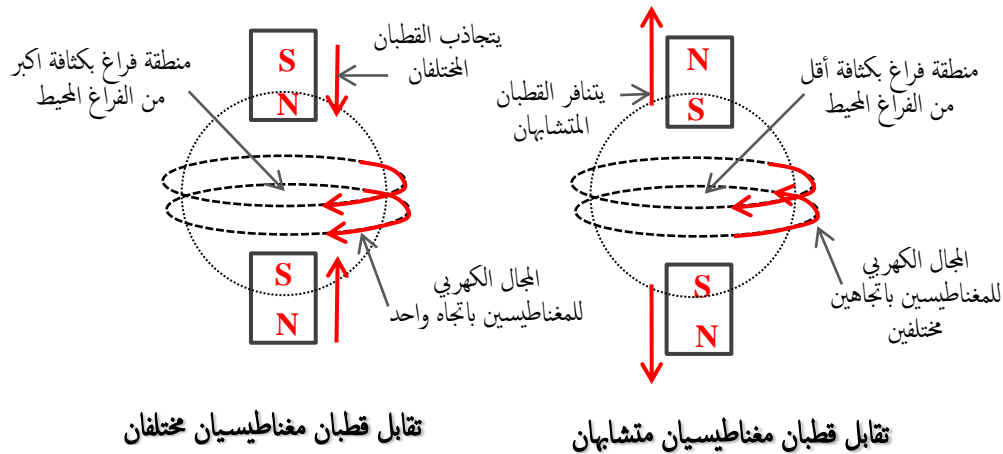 منطقة فراغ بكثافة أقل
من الفراغ المحيط
N
S
يتنافر القطبان
المتشابهان
المجال الكهربي
للمغناطيسين باتجاهين
مختلفين
S
N
تقابل قطبان مغناطيسيان متشابهان
يتجاذب القطبان
المختلفان
S
N
منطقة فراغ بكثافة اكبر
من الفراغ المحيط
المجال الكهربي
للمغناطيسين باتجاه واحد
S
N
تقابل قطبان مغناطيسيان مختلفان